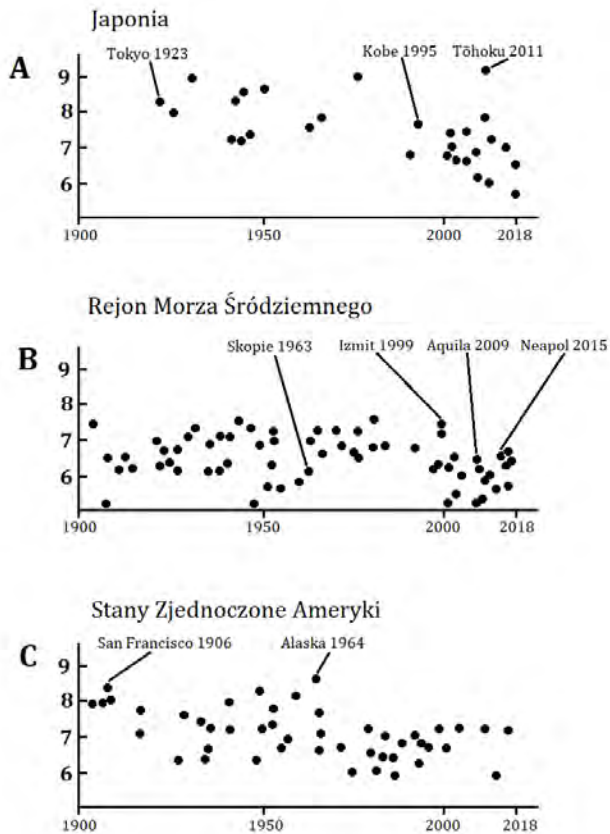 Japonia
A
Tokyo 1923
Kobe 1995
Tōhoku 2011
9
8
7
6
1900
1950
2000
2018
Rejon Morza Śródziemnego
B
Skopie 1963
Izmit 1999
Aquila 2009
Neapol 2015
9
8
7
6
1900
1950
2000
2018
Stany Zjednoczone Ameryki
C
San Francisco 1906
Alaska 1964
9
8
7
6
1900
1950
2000
2018